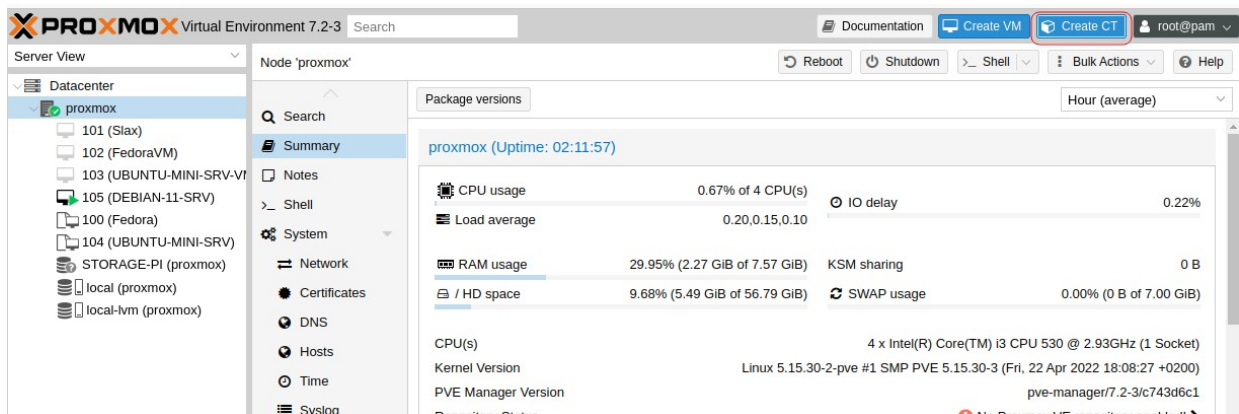 PROXMOX Virtual Environment 7.2-3 Search Documentation Create VM Create CT root@pam
Server View
Node 'proxmox' Reboot Shutdown >_ Shell Bulk Actions Help
Datacenter
proxmox
101 (Slax)
102 (FedoraVM)
103 (UBUNTU-MINI-SRV-VM
105 (DEBIAN-11-SRV)
100 (Fedora)
104 (UBUNTU-MINI-SRV)
STORAGE-PI (proxmox)
local (proxmox)
local-lvm (proxmox)
Search
Summary
Notes
>_ Shell
System
Network
Certificates
DNS
Hosts
Time
Syslog
Package versions Hour (average)
proxmox (Uptime: 02:11:57)
CPU usage 0.67% of 4 CPU(s)
IO delay 0.22%
Load average 0.20,0.15,0.10
RAM usage 29.95% (2.27 GiB of 7.57 GiB) KSM sharing 0 B
/ HD space 9.68% (5.49 GiB of 56.79 GiB) SWAP usage 0.00% (0 B of 7.00 GiB)
CPU(s) 4 x Intel(R) Core(TM) i3 CPU 530 @ 2.93GHz (1 Socket)
Kernel Version Linux 5.15.30-2-pve #1 SMP PVE 5.15.30-3 (Fri, 22 Apr 2022 18:08:27 +0200)
PVE Manager Version pve-manager/7.2-3/c743d6c1
Repository Status No Proxmox VE repository enabled!